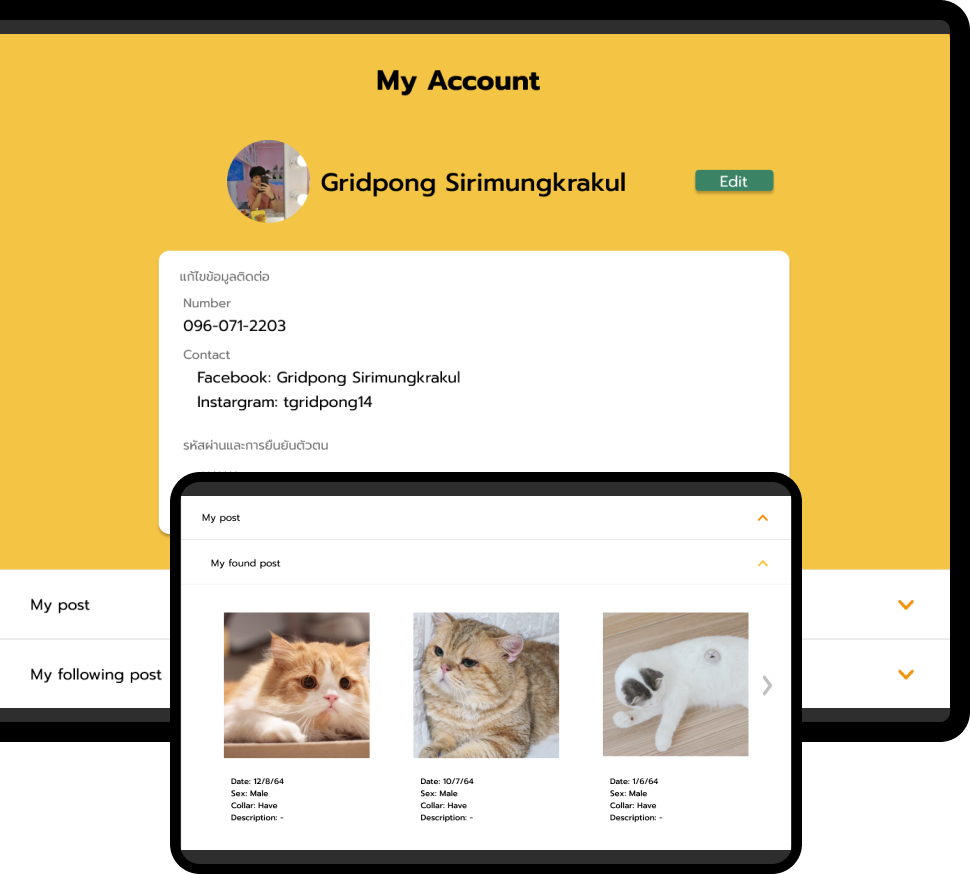 My Account
Gridpong Sirimungkrakul
Edit
แก้ไขข้อมูลติดต่อ
Number
096-071-2203
Contact
Facebook: Gridpong Sirimungkrakul
Instargram: tgridpong14
รหัสผ่านและการยืนยันตัวตน
My post
My following post
My post
My found post
Date: 12/8/64
Sex: Male
Collar: Have
Description: -
Date: 10/7/64
Sex: Male
Collar: Have
Description: -
Date: 1/6/64
Sex: Male
Collar: Have
Description: -